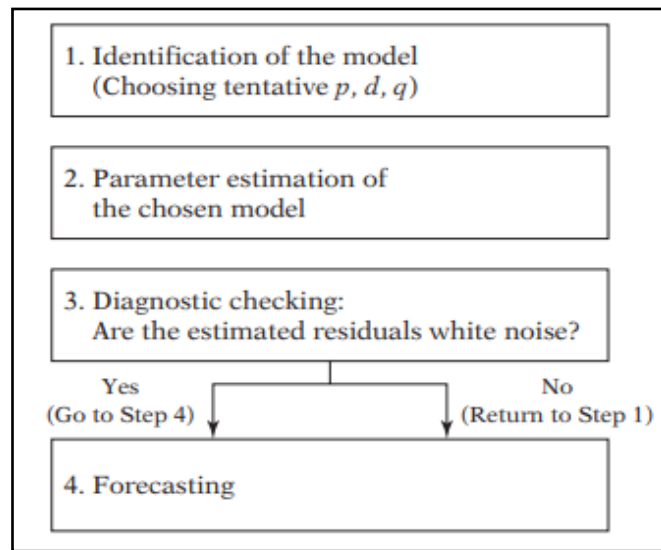 1. Identification of the model
(Choosing tentative p, d, q)
2. Parameter estimation of
the chosen model
3. Diagnostic checking:
Are the estimated residuals white noise?
Yes
(Go to Step 4)
No
(Return to Step 1)
4. Forecasting